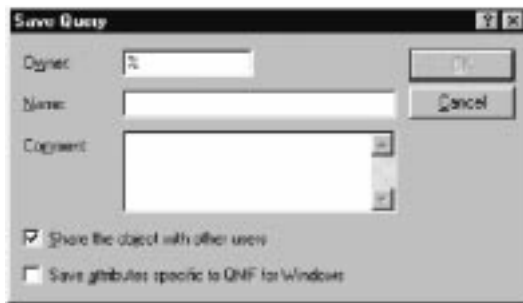 Save Query
Owner: %
OK
Name:
Cancel
Comment:
Share the object with other users
Save attributes specific to QMF for Windows